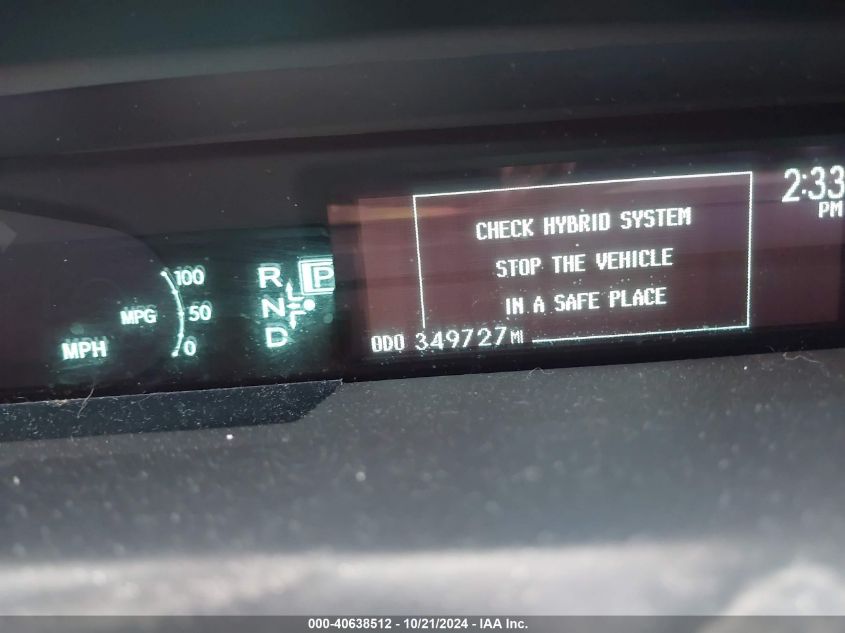 2:33
PM
CHECK HYBRID SYSTEM
STOP THE VEHICLE
IN A SAFE PLACE
ODO 349727 MI
100
50
0
MPG
MPH
R
P
N
D
000-40638512 - 10/21/2024 - IAA Inc.